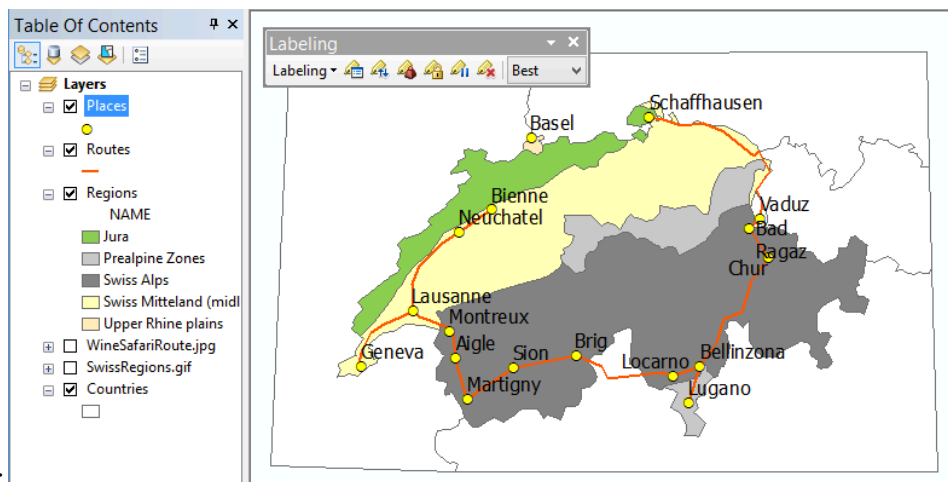 Table Of Contents
Layers
Places
Routes
Regions
NAME
Jura
Prealpine Zones
Swiss Alps
Swiss Mitteland (midl
Upper Rhine plains
WineSafariRoute.jpg
SwissRegions.gif
Countries
Labeling
Labeling
Best
Schaffhausen
Basel
Bienne
Neuchatel
Vaduz
Bad
Ragaz
Chur
Lausanne
Montreux
Geneva
Aigle
Sion
Brig
Locarno
Bellinzona
Martigny
Lugano